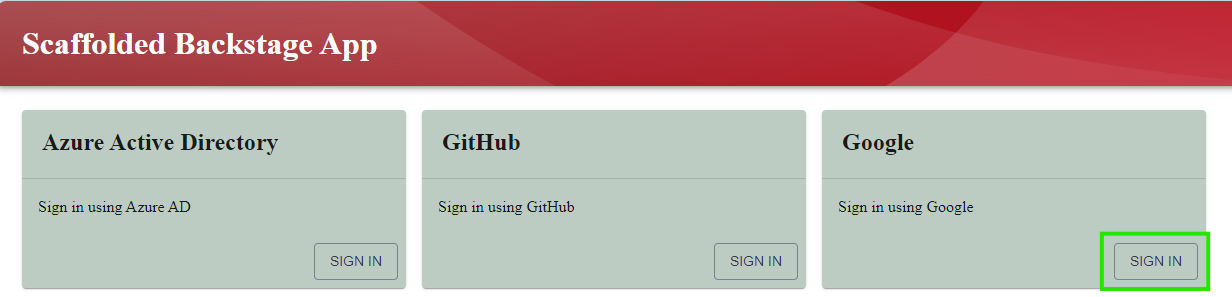 Scaffolded Backstage App
Azure Active Directory
Sign in using Azure AD
SIGN IN
GitHub
Sign in using GitHub
SIGN IN
Google
Sign in using Google
SIGN IN